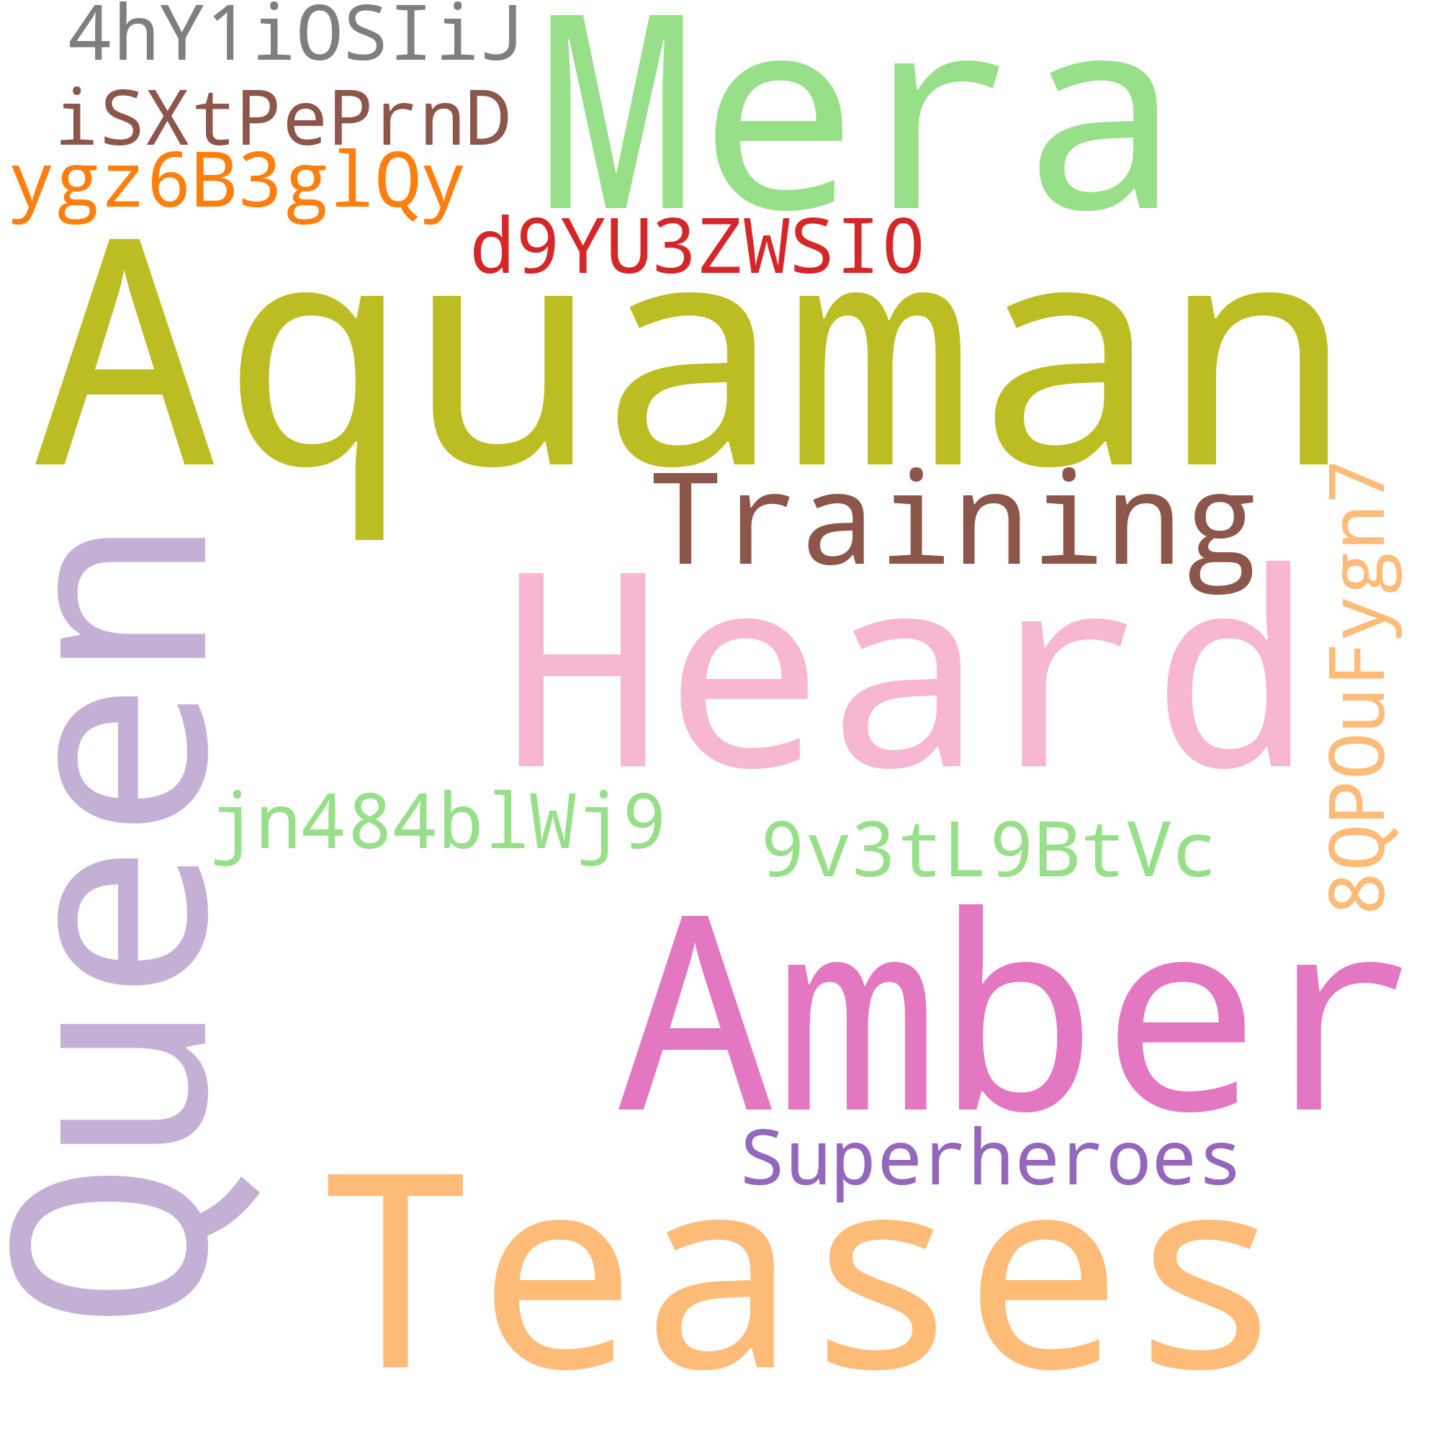 4hY1iOSIiJ
Mera
iSXtPePrnD
ygz6B3glQy
d9YU3ZWSI0
Aquaman
Training
8QPOuFygn7
Heard
Queen
jn484blWj9
9v3tL9BtVc
Amber
Superheroes
Teases